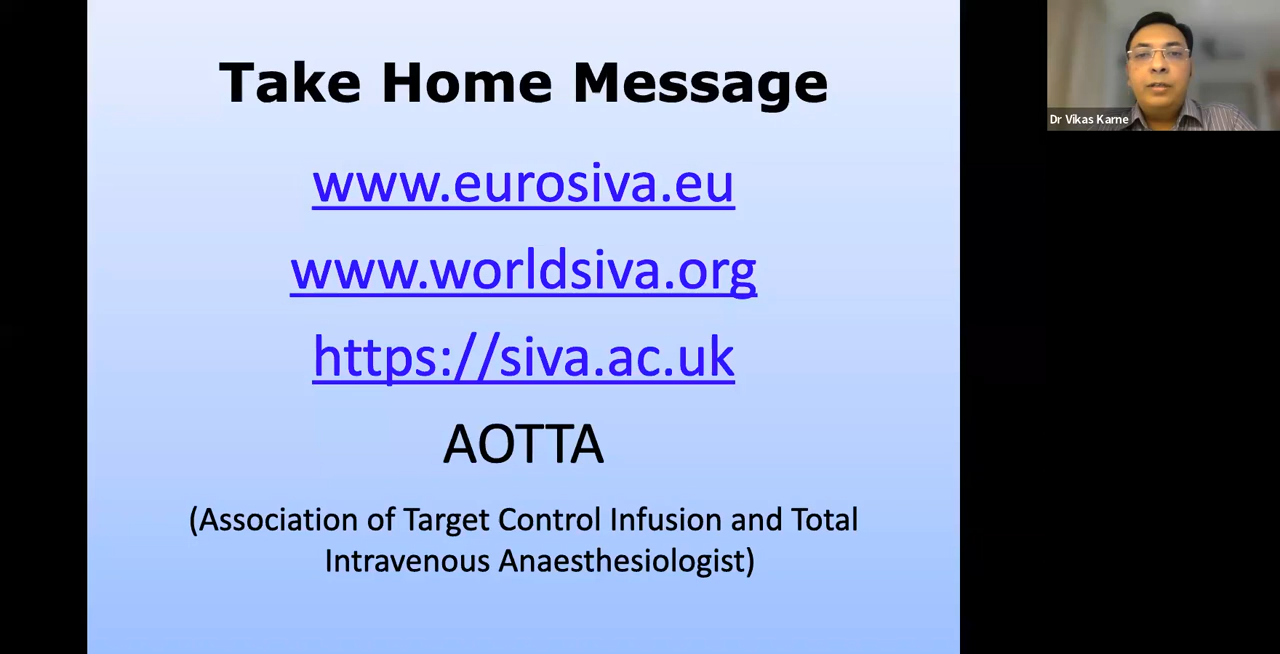 Take Home Message
www.eurosiva.eu
www.worldsiva.org
https://siva.ac.uk
AOTTA
(Association of Target Control Infusion and Total
Intravenous Anaesthesiologist)
Dr Vikas Karne